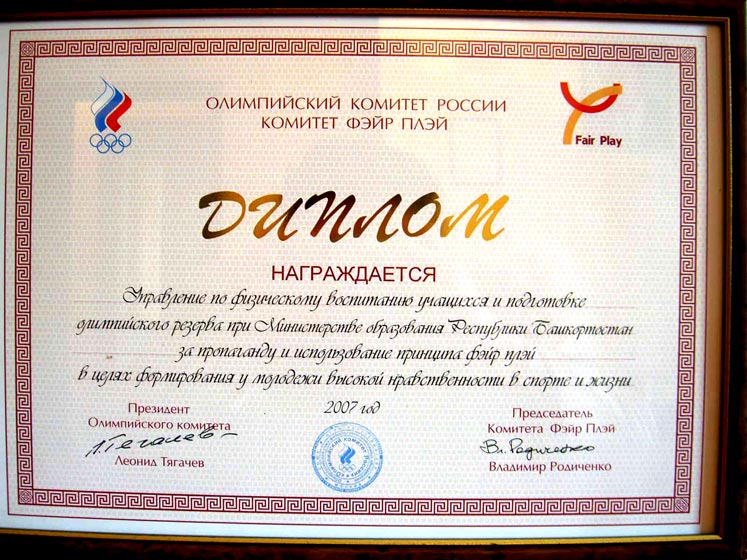 ОЛИМПИЙСКИЙ КОМИТЕТ РОССИИ
КОМИТЕТ ФЭЙР ПЛЭЙ
Fair Play
ДИПЛОМ
НАГРАЖДАЕТСЯ
Управление по физическому воспитанию учащихся и подготовке
олимпийского резерва при Министерстве образования Республики Башкортостан
за пропаганду и использование принципа фэйр плэй
в целях формирования у молодежи высокой нравственности в спорте и жизни
2007 год
Президент
Олимпийского комитета
Леонид Тягачев
Председатель
Комитета Фэйр Плэй
Вл. Родиченко
Владимир Родиченко